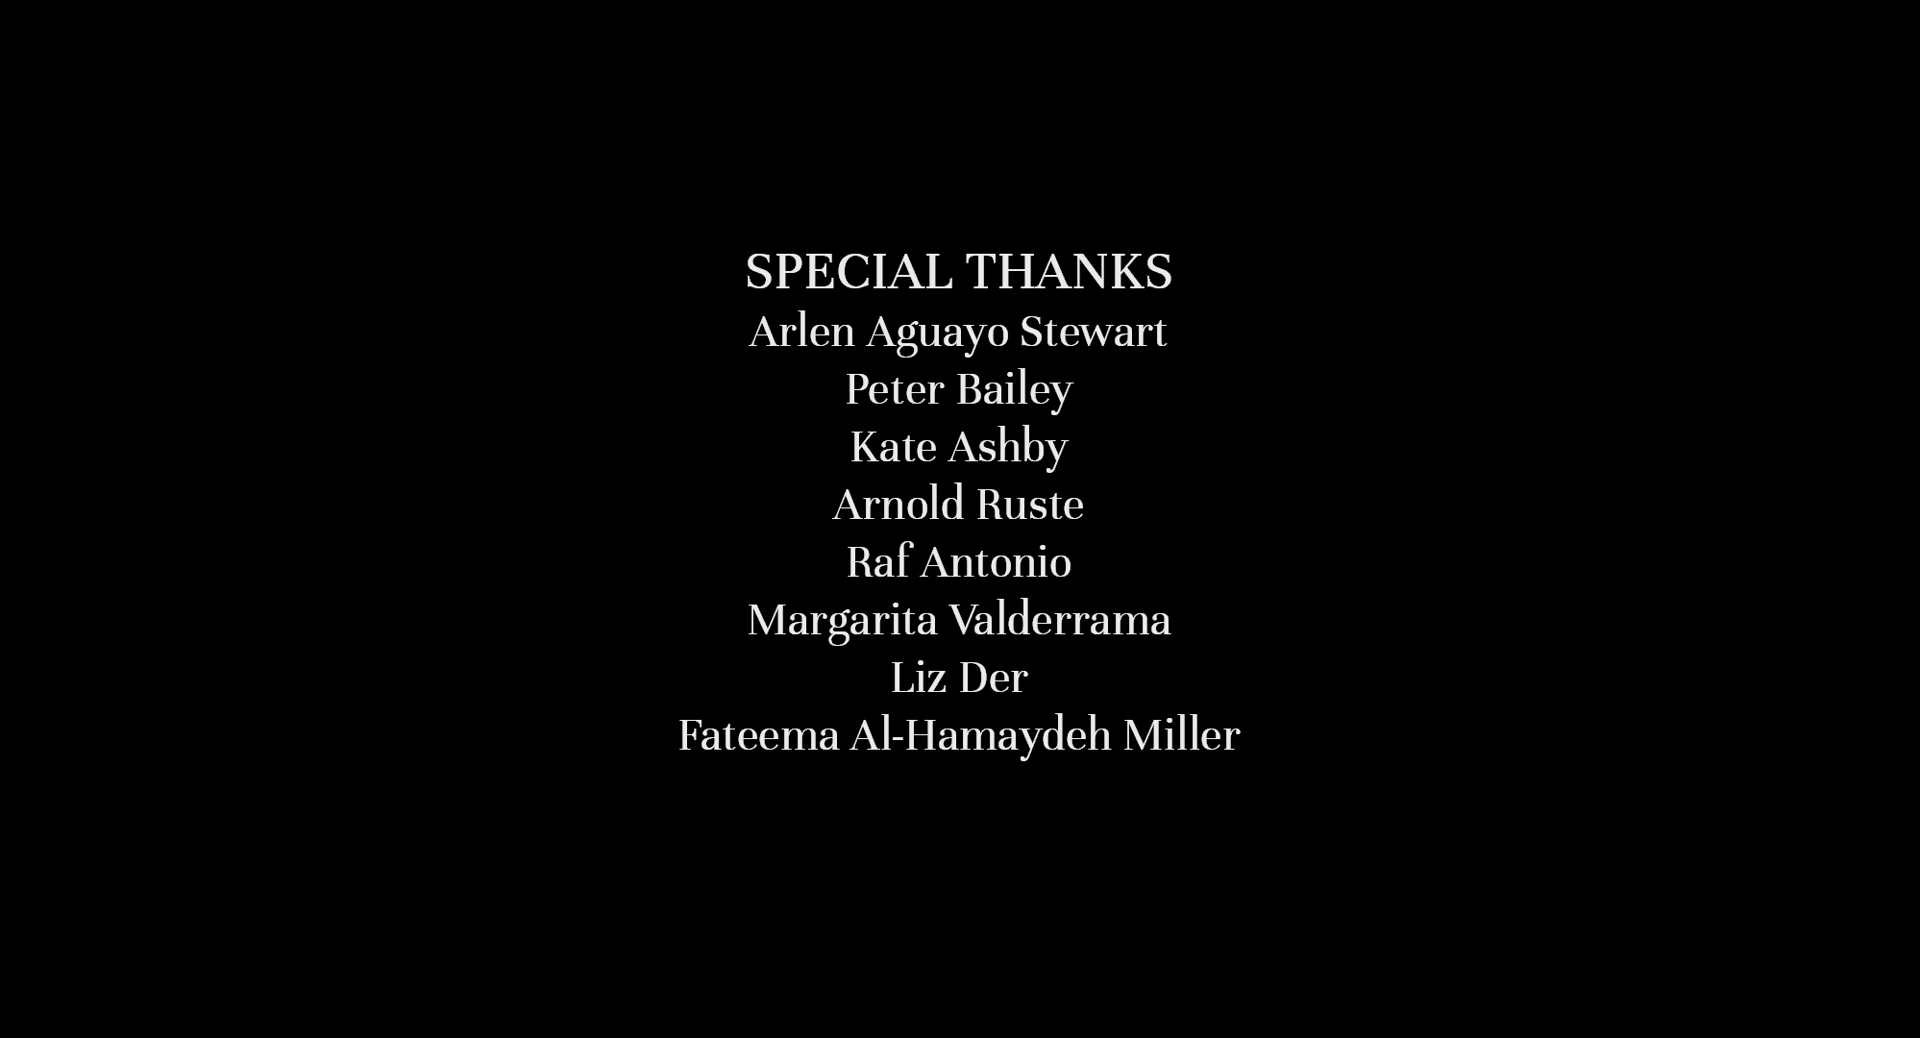 SPECIAL THANKS
Arlen Aguayo Stewart
Peter Bailey
Kate Ashby
Arnold Ruste
Raf Antonio
Margarita Valderrama
Liz Der
Fateema Al-Hamaydeh Miller